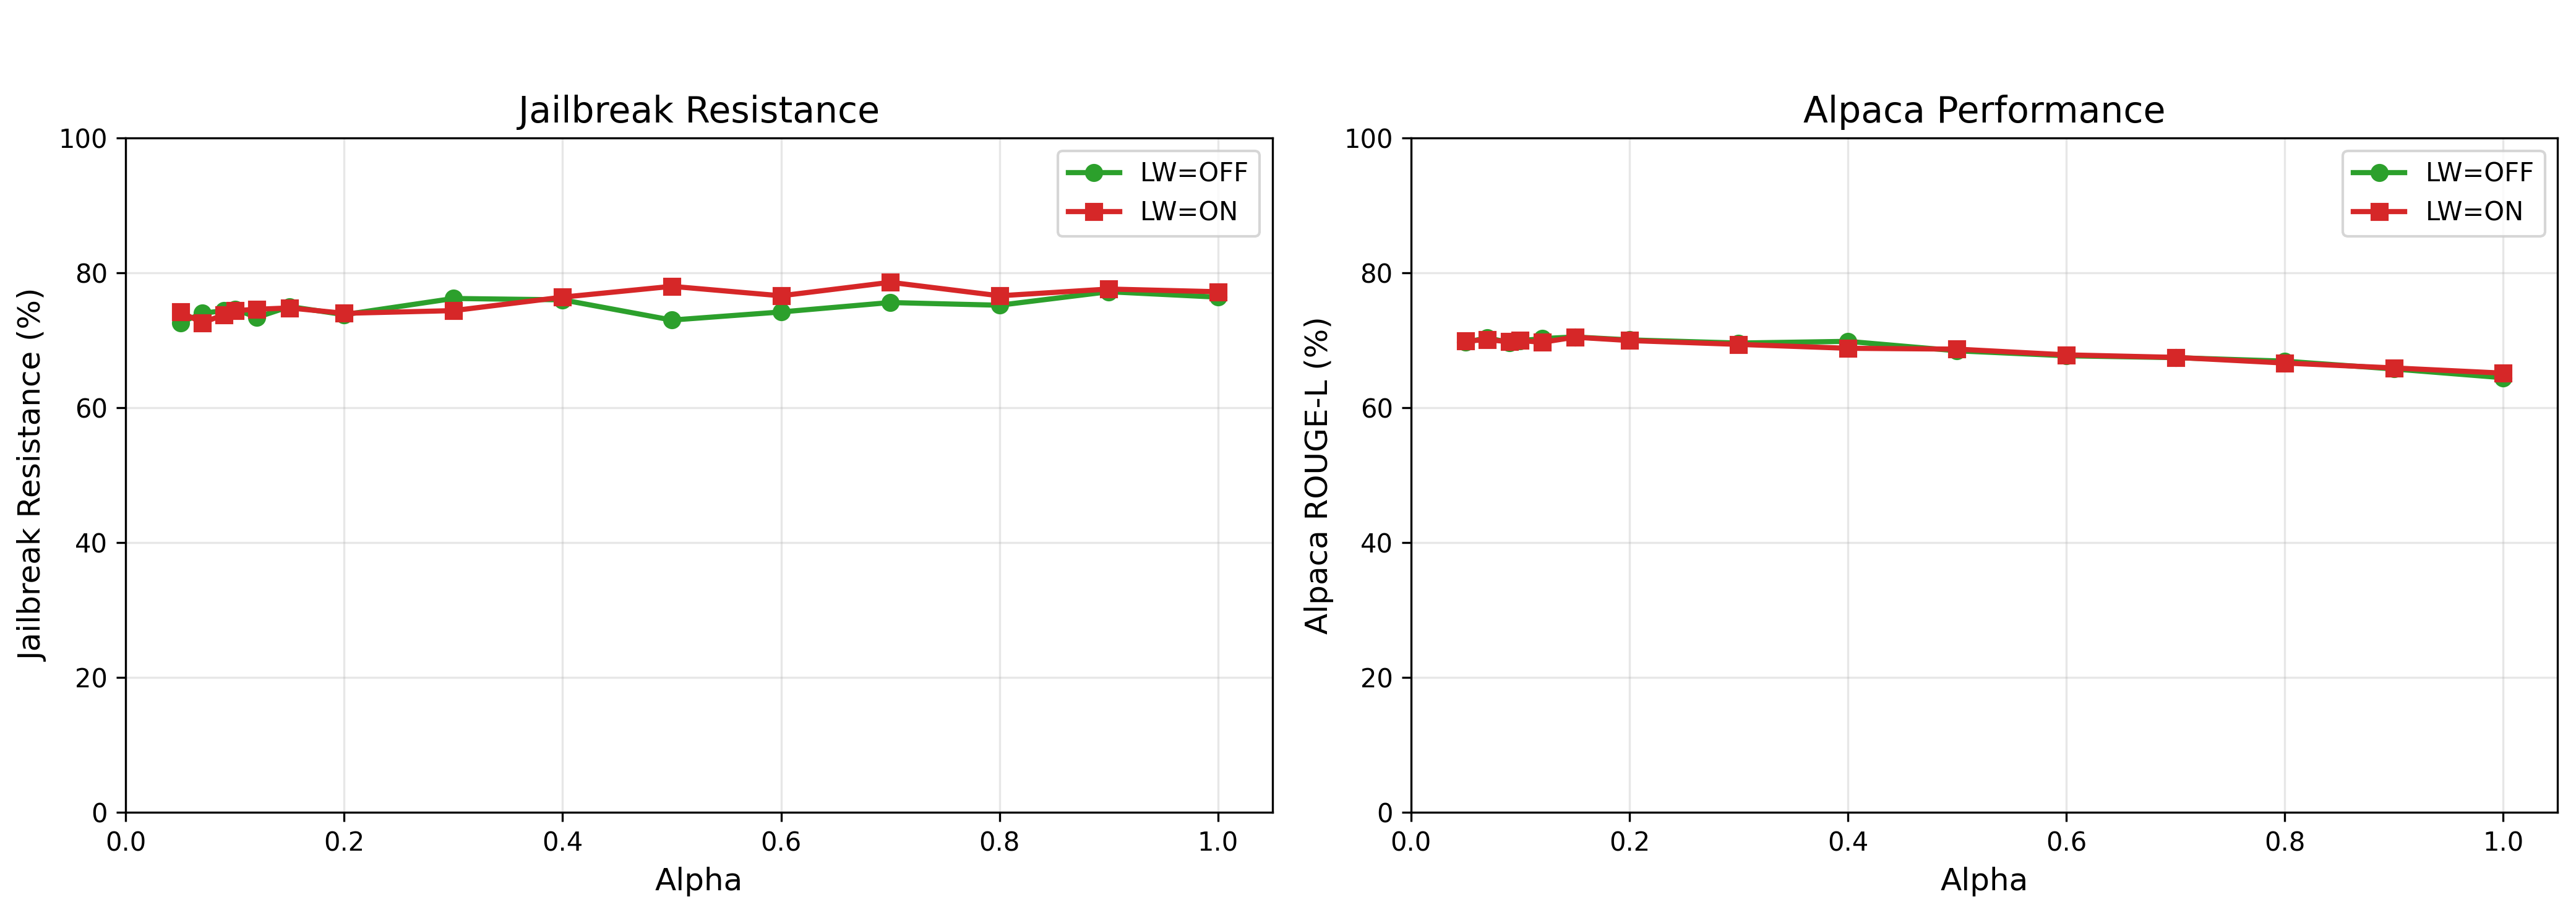 Jailbreak Resistance
Jailbreak Resistance (%)
100
80
60
40
20
0
0.0 0.2 0.4 0.6 0.8 1.0
Alpha
LW=OFF
LW=ON
Alpaca Performance
Alpaca ROUGE-L (%)
100
80
60
40
20
0
0.0 0.2 0.4 0.6 0.8 1.0
Alpha
LW=OFF
LW=ON